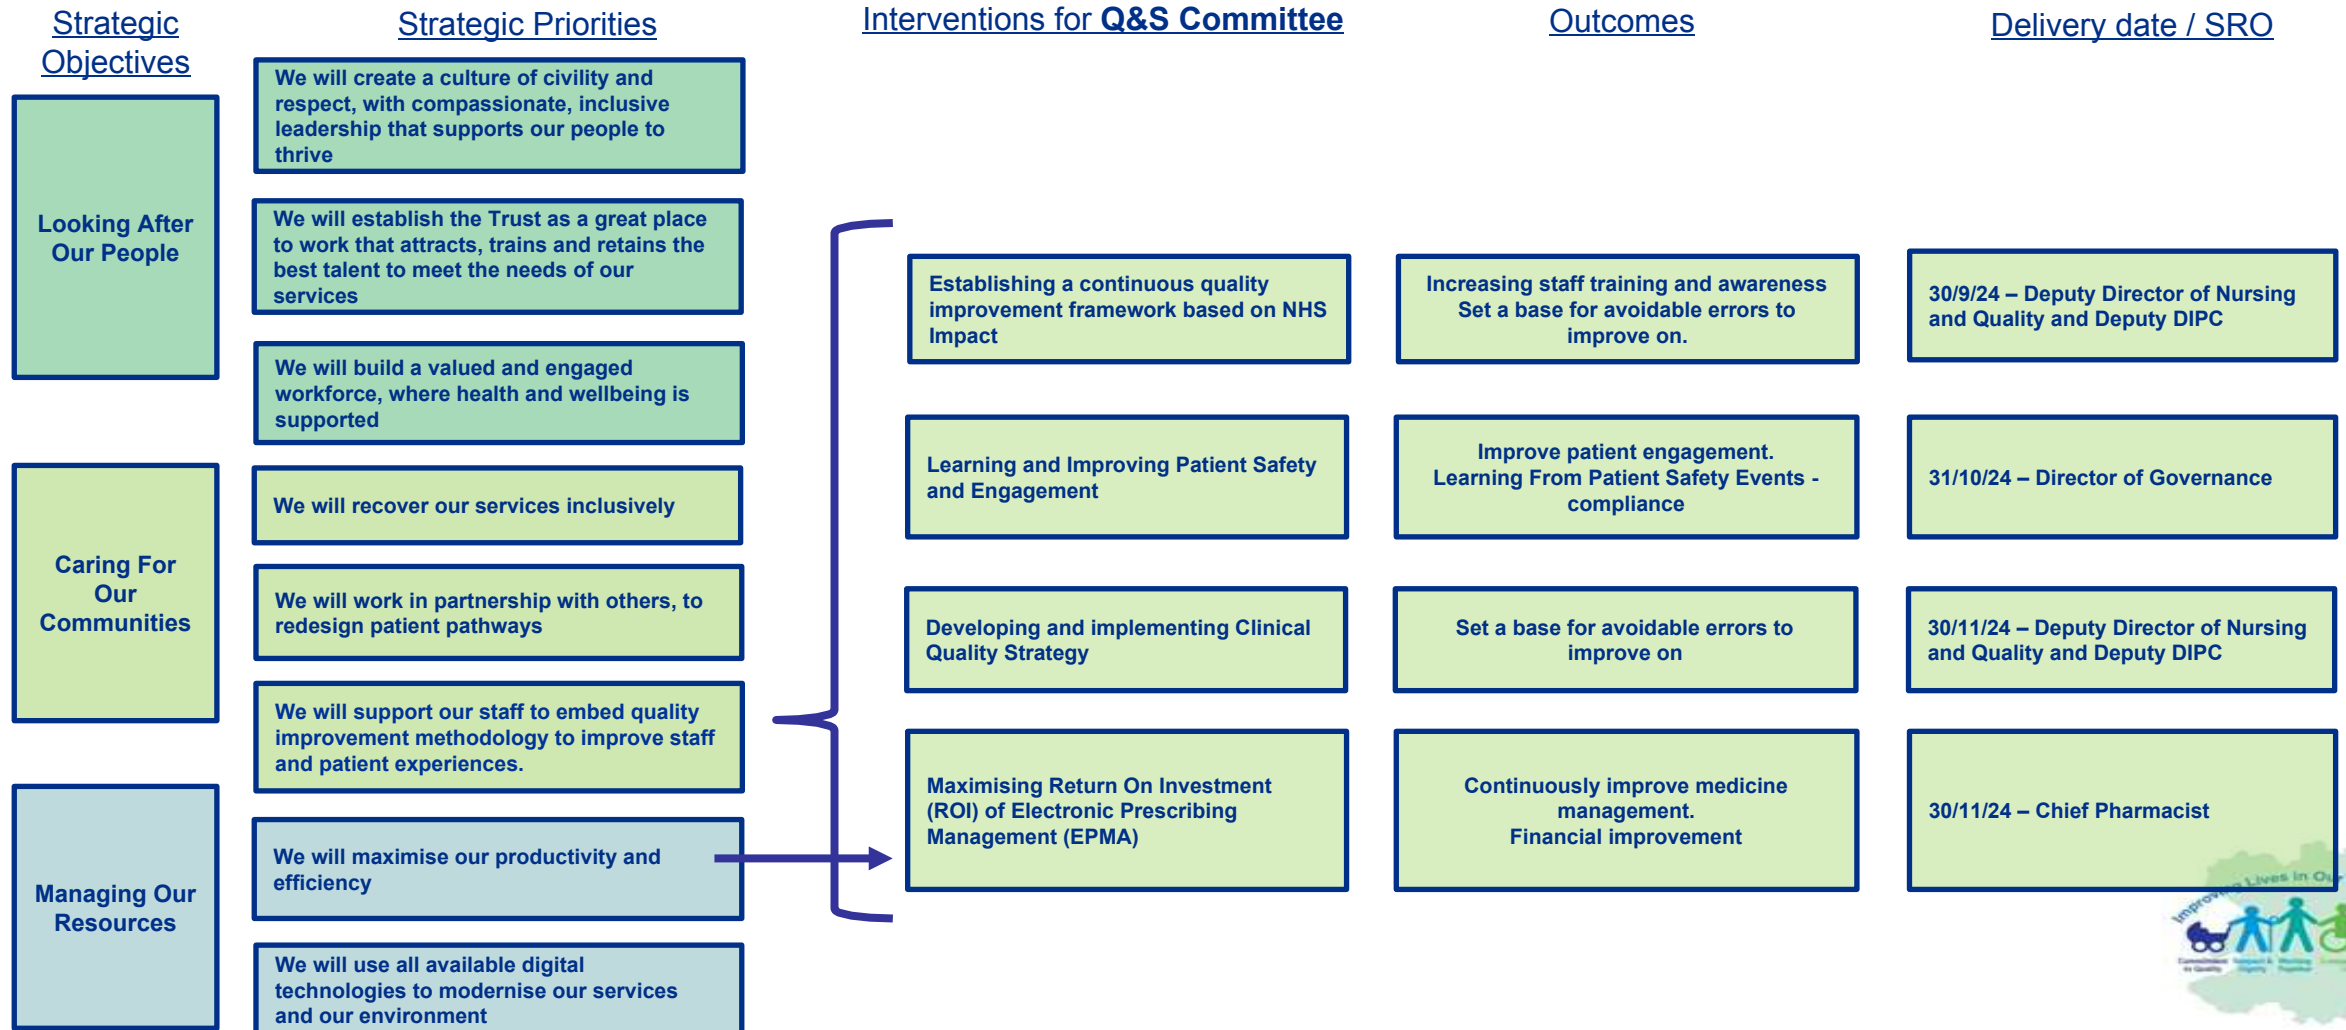 Strategic
Objectives
Strategic Priorities
Interventions for Q&S Committee
Outcomes
Delivery date / SRO
Looking After
Our People
We will create a culture of civility and
respect, with compassionate, inclusive
leadership that supports our people to
thrive
We will establish the Trust as a great place
to work that attracts, trains and retains the
best talent to meet the needs of our
services
We will build a valued and engaged
workforce, where health and wellbeing is
supported
Caring For
Our
Communities
We will recover our services inclusively
We will work in partnership with others, to
redesign patient pathways
We will support our staff to embed quality
improvement methodology to improve staff
and patient experiences.
Managing Our
Resources
We will maximise our productivity and
efficiency
We will use all available digital
technologies to modernise our services
and our environment
Establishing a continuous quality
improvement framework based on NHS
Impact
Increasing staff training and awareness
Set a base for avoidable errors to
improve on.
30/9/24 – Deputy Director of Nursing
and Quality and Deputy DIPC
Learning and Improving Patient Safety
and Engagement
Improve patient engagement.
Learning From Patient Safety Events -
compliance
31/10/24 – Director of Governance
Developing and implementing Clinical
Quality Strategy
Set a base for avoidable errors to
improve on
30/11/24 – Deputy Director of Nursing
and Quality and Deputy DIPC
Maximising Return On Investment
(ROI) of Electronic Prescribing
Management (EPMA)
Continuously improve medicine
management.
Financial improvement
30/11/24 – Chief Pharmacist
Improving Lives in Our
Commitment
to Quality
Working
Together